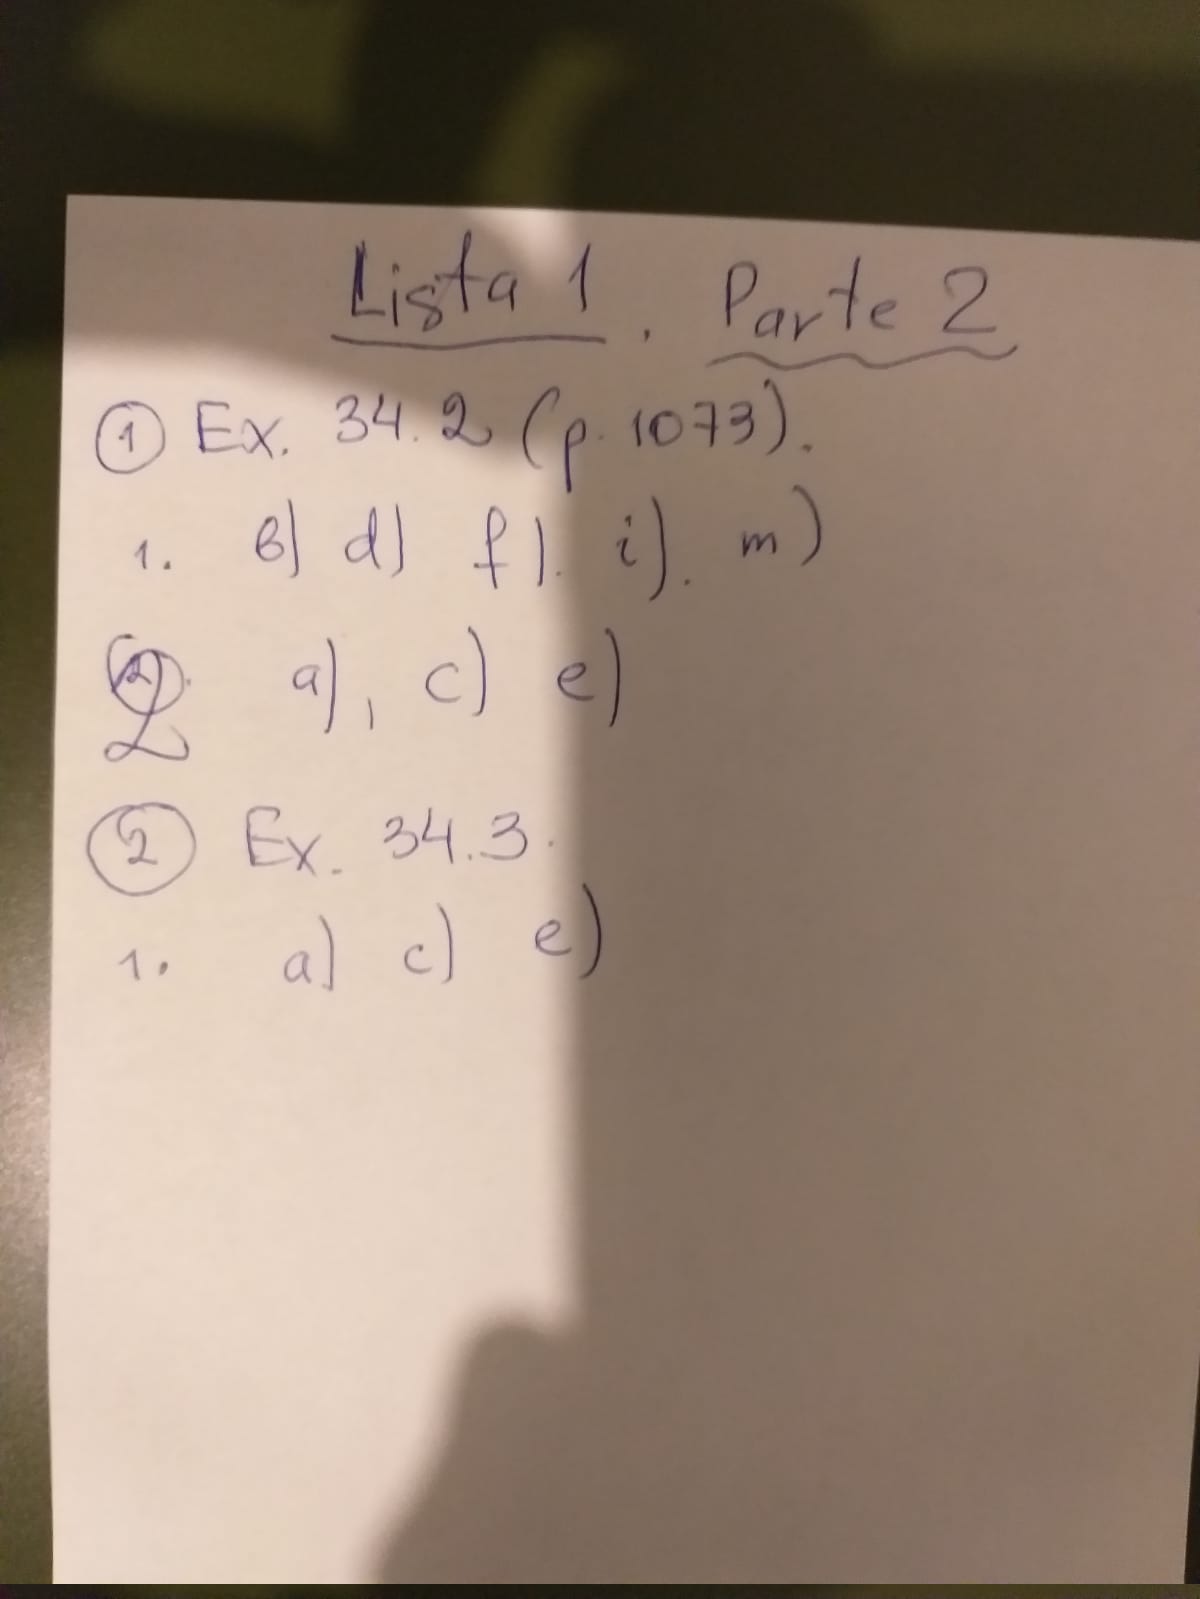 Lista 1. Parte 2
① Ex. 34.2 (p. 1073).
1. b) d) f). i). m)
2 a), c) e)
② Ex. 34.3.
1. a) c) e)